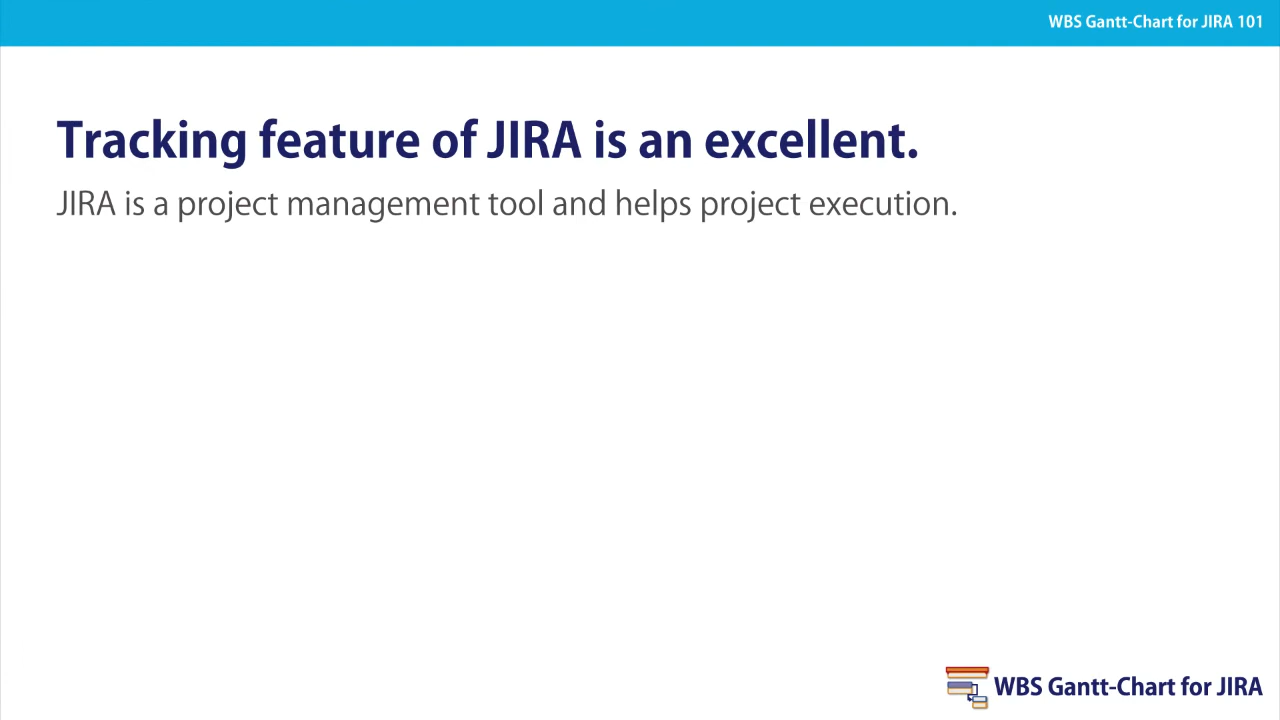 WBS Gantt-Chart for JIRA 101
Tracking feature of JIRA is an excellent.
JIRA is a project management tool and helps project execution.
WBS Gantt-Chart for JIRA